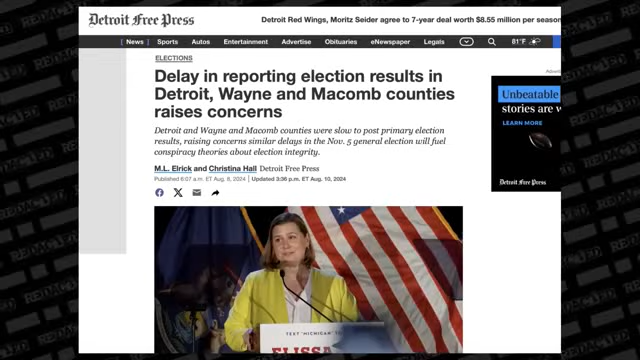 Detroit Free Press
Detroit Red Wings, Moritz Seider agree to 7-year deal worth $8.55 million per season
[ News ] Sports Autos Entertainment Advertise Obituaries eNewspaper Legals 81°F
ELECTIONS
Delay in reporting election results in
Detroit, Wayne and Macomb counties
raises concerns
Detroit and Wayne and Macomb counties were slow to post primary election
results, raising concerns similar delays in the Nov. 5 general election will fuel
conspiracy theories about election integrity.
M.L. Elrick and Christina Hall Detroit Free Press
Published 6:07 a.m. ET Aug. 8, 2024 | Updated 3:36 p.m. ET Aug. 10, 2024
Unbeatable
stories are
LEARN MORE
Detroit Free Press
TEXT "MICHIGAN"
REDACTED